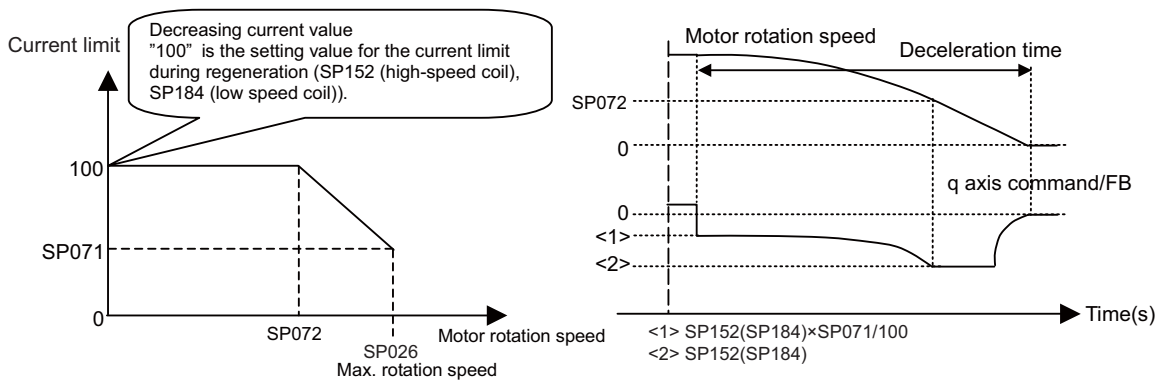 Decreasing current value
”100” is the setting value for the current limit
during regeneration (SP152 (high-speed coil),
SP184 (low speed coil)).
Current limit
100
SP071
0
SP072
SP026
Max. rotation speed
Motor rotation speed
Motor rotation speed
Deceleration time
SP072
0
q axis command/FB
0
<1>
<2>
Time(s)
<1> SP152(SP184)×SP071/100
<2> SP152(SP184)